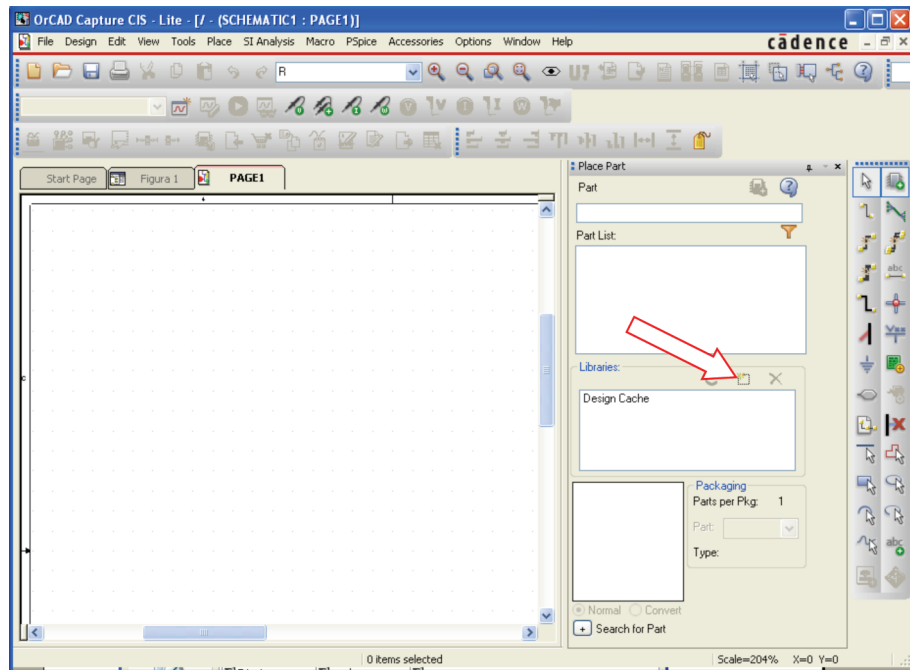 OrCAD Capture CIS - Lite - [/ - (SCHEMATIC1 : PAGE1)]
File Design Edit View Tools Place SI Analysis Macro PSpice Accessories Options Window Help
cādence
R
U?
Start Page Figura 1 PAGE1
Place Part
Part
Part List:
Libraries:
Design Cache
Packaging
Parts per Pkg: 1
Part:
Type:
Normal Convert
+ Search for Part
abc
abc
C
0 items selected Scale=204% X=0 Y=0